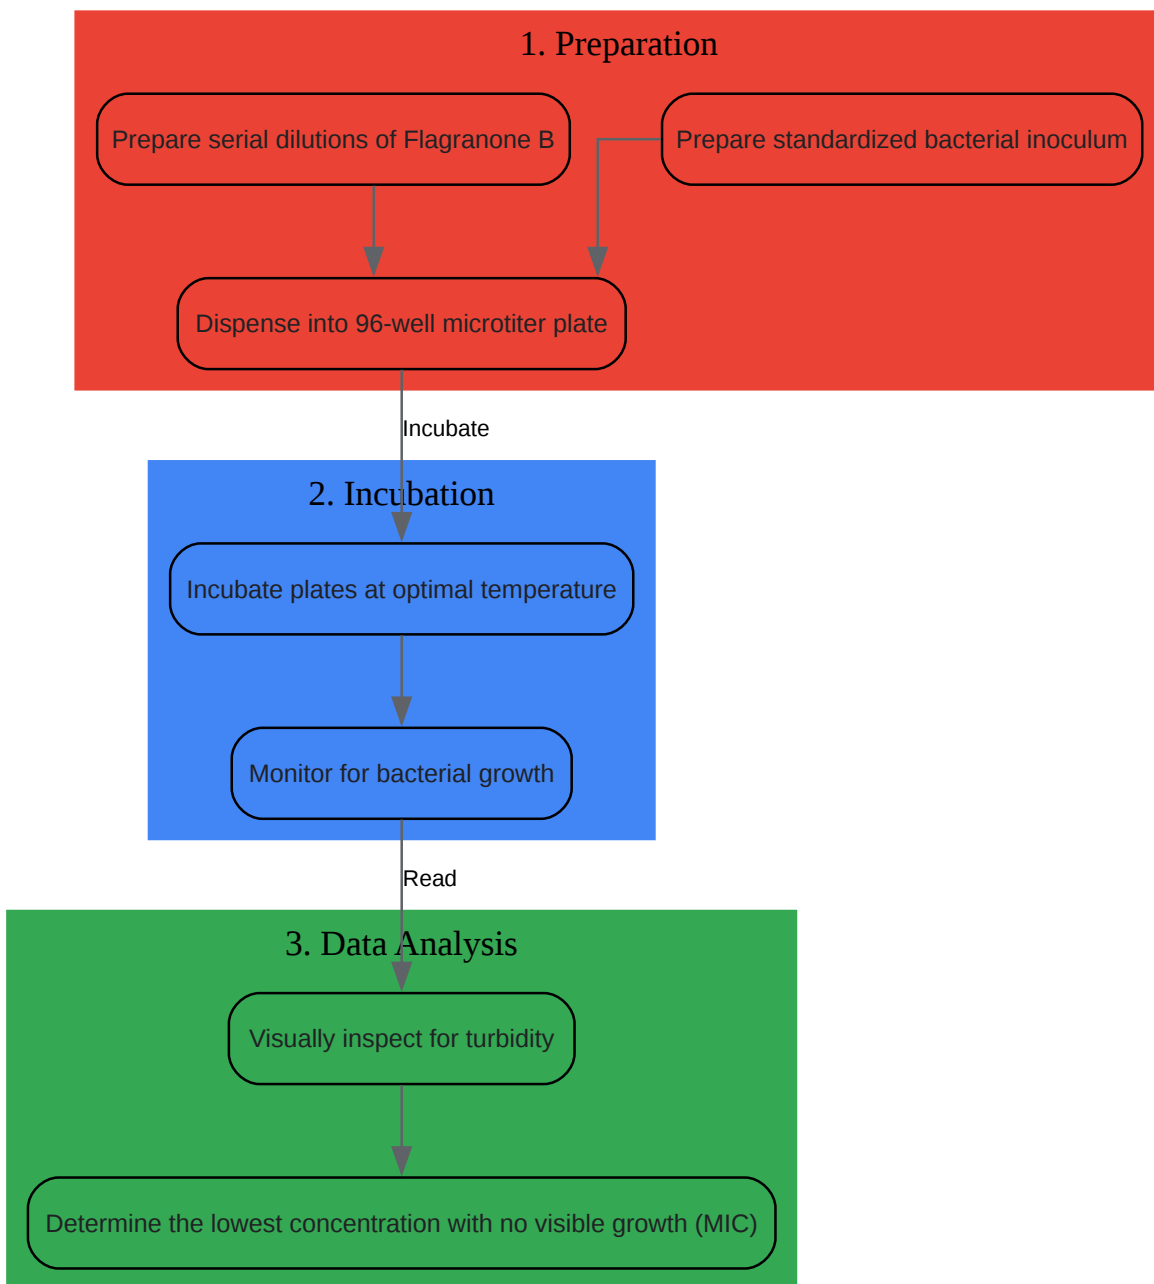 1. Preparation
Prepare serial dilutions of Flagranone B
Prepare standardized bacterial inoculum
Dispense into 96-well microtiter plate
Incubate
2. Incubation
Incubate plates at optimal temperature
Monitor for bacterial growth
Read
3. Data Analysis
Visually inspect for turbidity
Determine the lowest concentration with no visible growth (MIC)